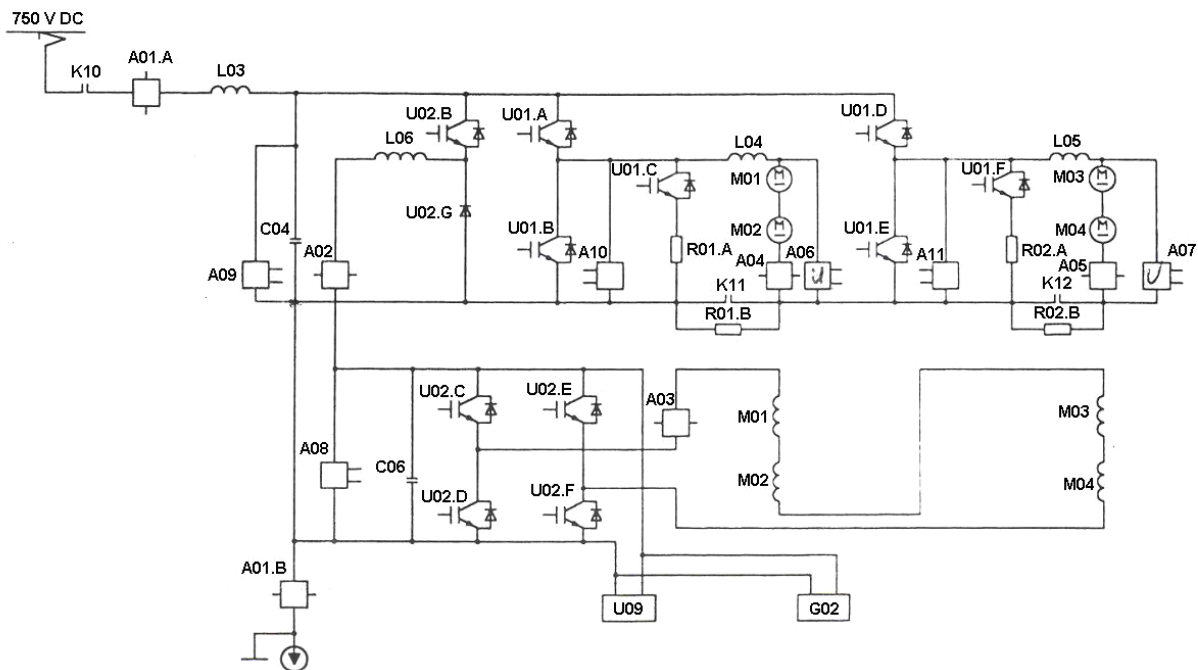 750 V DC
K10
A01.A
L03
U02.B
U01.A
U01.D
L06
L04
L05
U01.C
M01
U01.F
M03
U02.G
C04
U01.B
M02
U01.E
M04
A09
A02
A10
R01.A
A04
A06
A11
R02.A
A05
A07
U
U
K11
K12
R01.B
R02.B
U02.C
U02.E
A03
M01
M03
A08
C06
M02
M04
U02.D
U02.F
A01.B
U09
G02
M
M
M
M